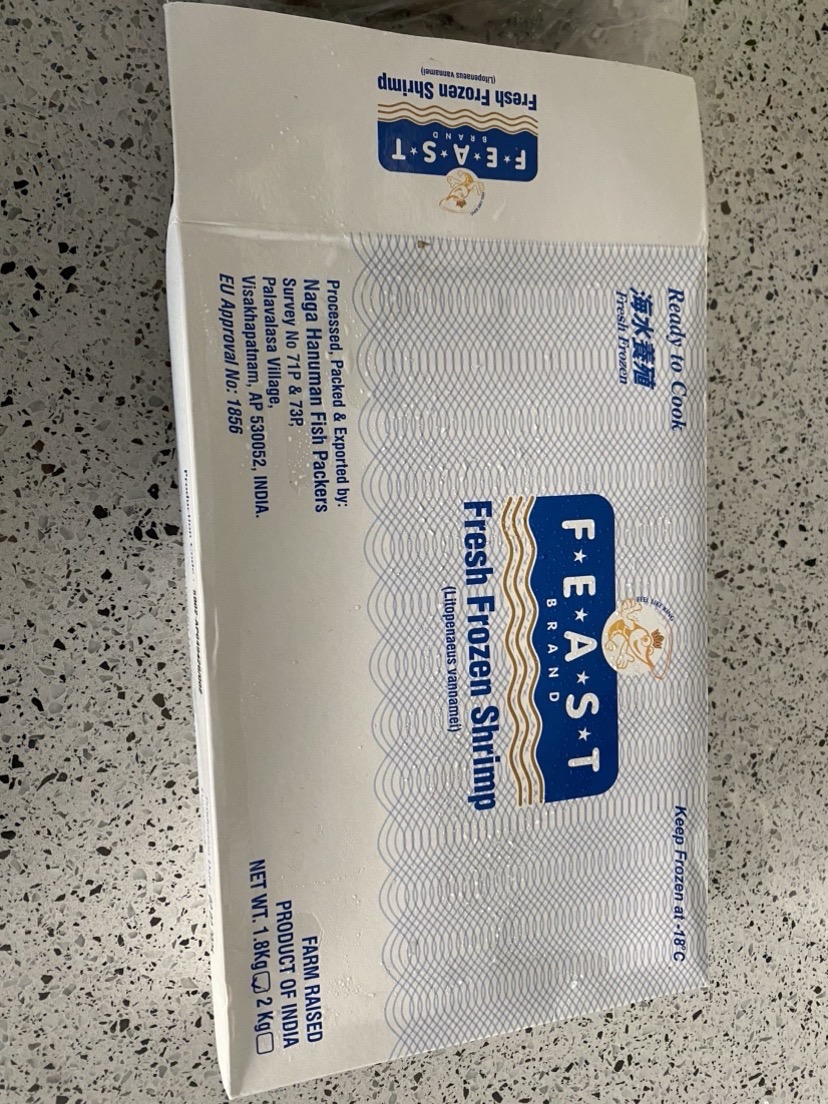 Fresh Frozen Shrimp
(Litopenaeus vannamei)
F★E★A★S★T
BRAND
Ready to Cook
海水養殖
Fresh Frozen
Keep Frozen at -18°C
F★E★A★S★T
BRAND
Fresh Frozen Shrimp
(Litopenaeus vannamei)
Processed, Packed & Exported by:
Naga Hanuman Fish Packers
Survey No 71P & 73P,
Palavalasa Village,
Visakhapatnam, AP 530052, INDIA.
EU Approval No: 1856
FARM RAISED
PRODUCT OF INDIA
NET WT. 1.8Kg 2 Kg
Production Code